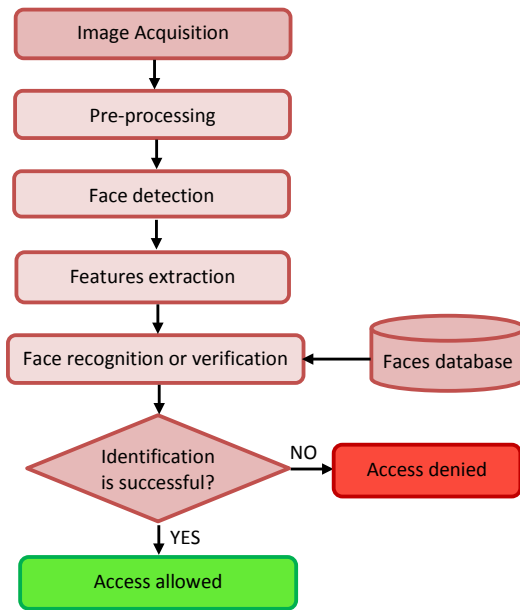 Image Acquisition
Pre-processing
Face detection
Features extraction
Face recognition or verification
Faces database
Identification
is successful?
NO
Access denied
YES
Access allowed